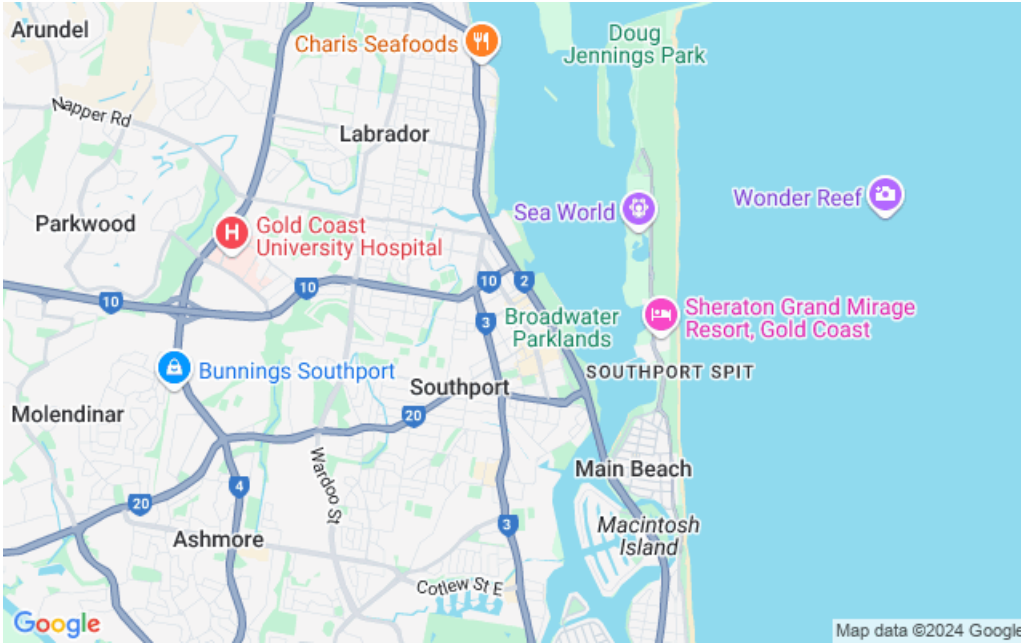 Arundel
Doug
Jennings Park
Charis Seafoods
Napper Rd
Labrador
Sea World
Wonder Reef
Parkwood
Gold Coast
University Hospital
10
10
10
2
Sheraton Grand Mirage
Resort, Gold Coast
Broadwater
Parklands
3
Bunnings Southport
SOUTHPORT SPIT
Southport
Molendinar
20
Wardoo St
Main Beach
4
20
3
Macintosh
Island
Ashmore
Cotlew St E
Google
Map data ©2024 Google
H